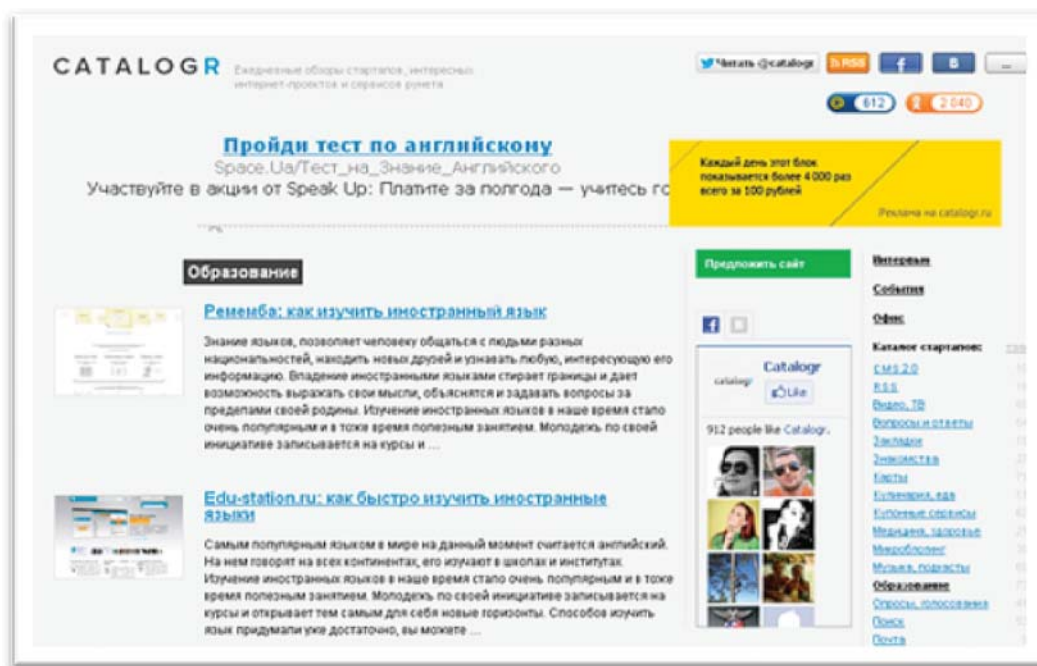 CATALOGR
Ежедневные обзоры стартапов, интересных
интернет-проектов и сервисов рунета
Читать @catalogr
RSS
f
B
...
612
2 040
Пройди тест по английскому
Space.Ua/Тест_на_Знание_Английского
Участвуйте в акции от Speak Up: Платите за полгода — учитесь го
Каждый день этот блок
показывается более 4 000 раз
всего за 100 рублей
Реклама на catalogr.ru
Образование
Ремемба: как изучить иностранный язык
Знание языков, позволяет человеку общаться с людьми разных
национальностей, находить новых друзей и узнавать любую, интересующую его
информацию. Владение иностранными языками стирает границы и дает
возможность выражать свои мысли, объяснятся и задавать вопросы за
пределами своей родины. Изучение иностранных языков в наше время стало
очень популярным и в тоже время полезным занятием. Молодежь по своей
инициативе записывается на курсы и ...
Edu-station.ru: как быстро изучить иностранные
языки
Самым популярным языком в мире на данный момент считается английский.
На нем говорят на всех континентах, его изучают в школах и институтах.
Изучение иностранных языков в наше время стало очень популярным и в тоже
время полезным занятием. Молодежь по своей инициативе записывается на
курсы и открывает тем самым для себя новые горизонты. Способов изучить
язык придумали уже достаточно, вы можете ...
Предложить сайт
f
Catalogr
catalogr
Like
912 people like Catalogr.
Интервью
События
Офис
Каталог стартапов:
CMS 2.0
RSS
Видео, ТВ
Вопросы и ответы
Закладки
Знакомства
Карты
Кулинария, еда
Купонные сервисы
Медицина, здоровье
Микроблогинг
Музыка, подкасты
Образование
Опросы, голосования
Поиск
Почта